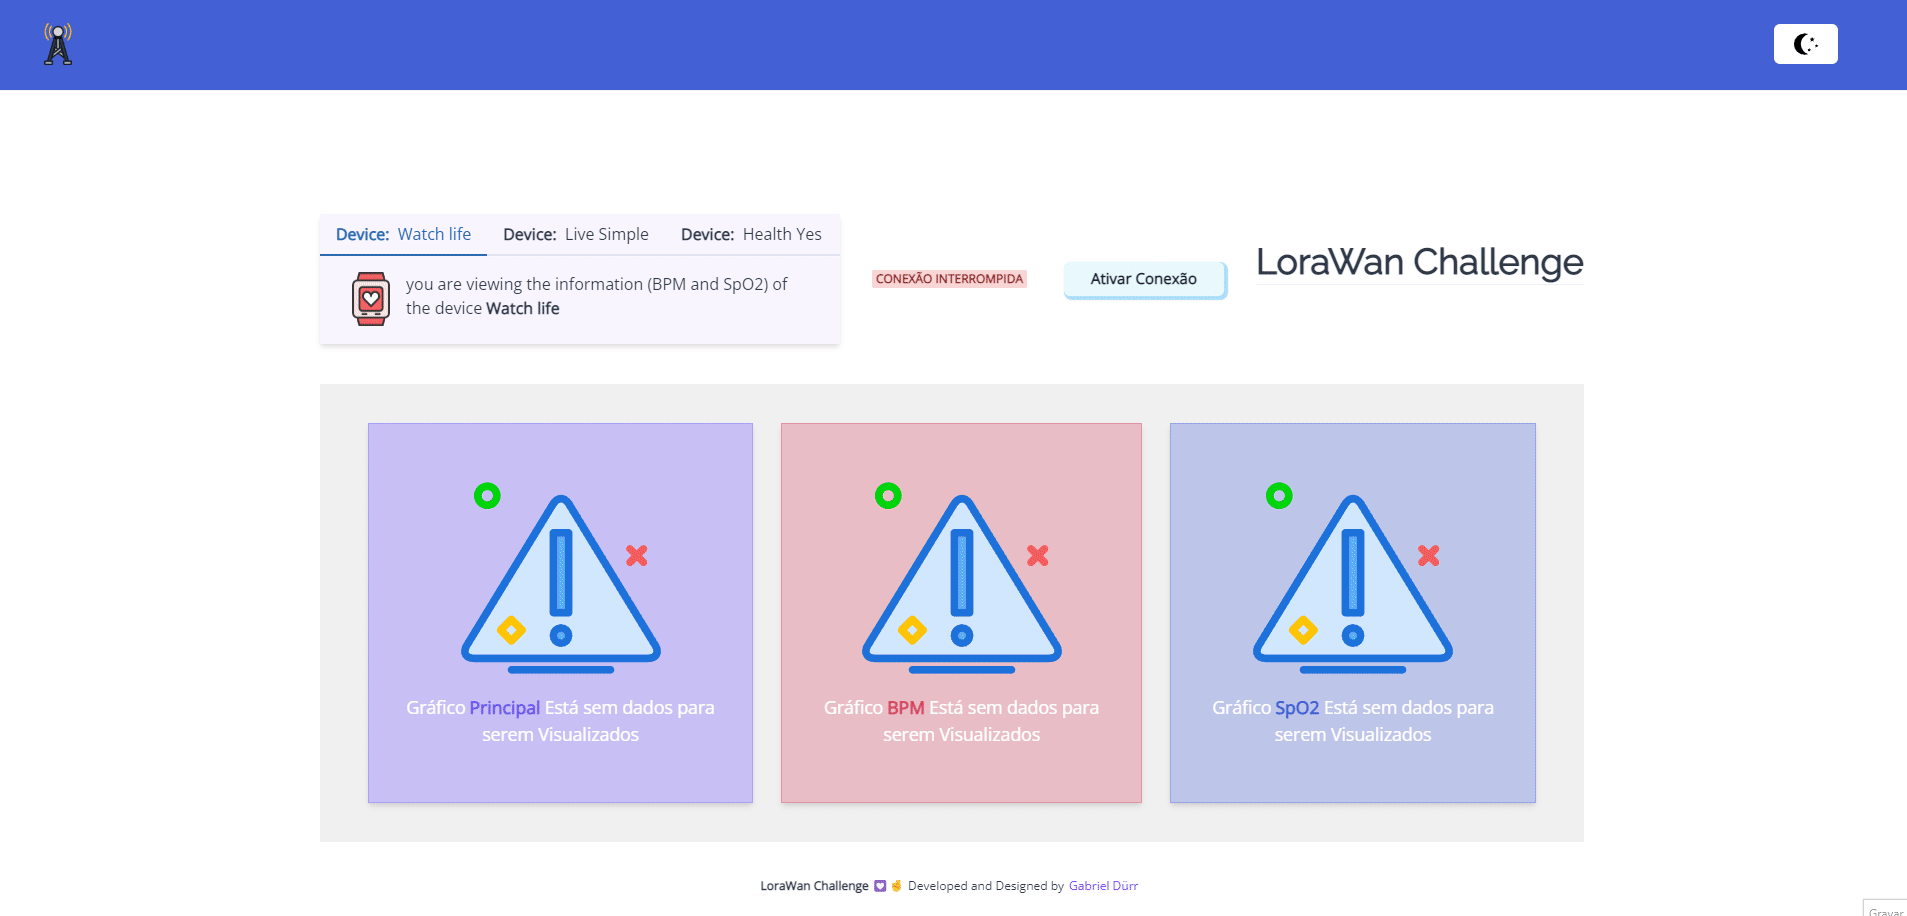 Device: Watch life Device: Live Simple Device: Health Yes
you are viewing the information (BPM and SpO2) of
the device Watch life
CONEXÃO INTERROMPIDA
Ativar Conexão
LoraWan Challenge
Gráfico Principal Está sem dados para
serem Visualizados
Gráfico BPM Está sem dados para
serem Visualizados
Gráfico SpO2 Está sem dados para
serem Visualizados
LoraWan Challenge 💟 ✌ Developed and Designed by Gabriel Dürr
Gravar